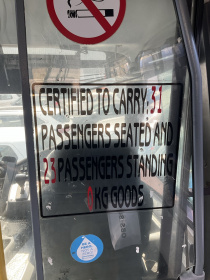 CERTIFIED TO CARRY: 31
PASSENGERS SEATED AND
23 PASSENGERS STANDING
0 KG GOODS